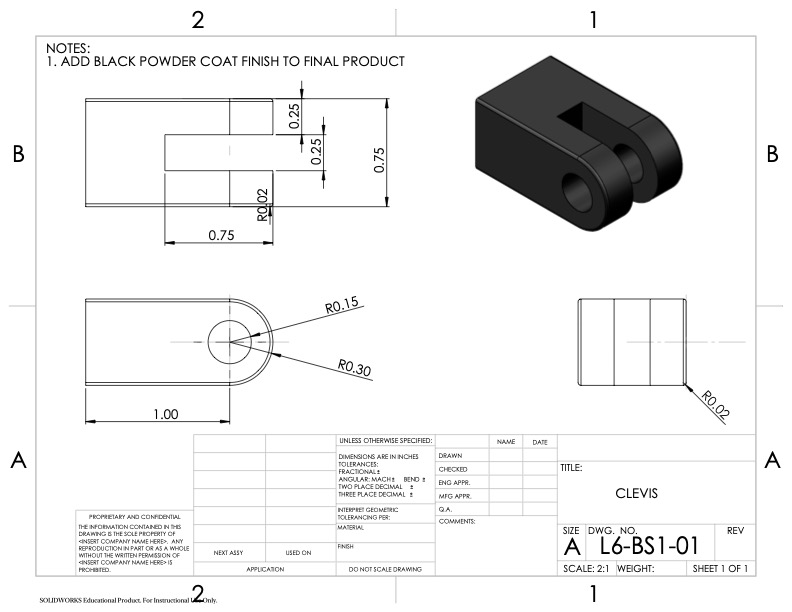 2
1
NOTES:
1. ADD BLACK POWDER COAT FINISH TO FINAL PRODUCT
B
B
0.25
0.25
0.75
R0.02
0.75
R0.15
R0.30
1.00
R0.02
A
A
UNLESS OTHERWISE SPECIFIED:
DIMENSIONS ARE IN INCHES
TOLERANCES:
FRACTIONAL ±
ANGULAR: MACH ± BEND ±
TWO PLACE DECIMAL ±
THREE PLACE DECIMAL ±
INTERPRET GEOMETRIC
TOLERANCING PER:
MATERIAL
FINISH
DO NOT SCALE DRAWING
NAME
DATE
DRAWN
CHECKED
ENG APPR.
MFG APPR.
Q.A.
COMMENTS:
TITLE:
CLEVIS
SIZE
A
DWG. NO.
L6-BS1-01
REV
SCALE: 2:1
WEIGHT:
SHEET 1 OF 1
PROPRIETARY AND CONFIDENTIAL
THE INFORMATION CONTAINED IN THIS
DRAWING IS THE SOLE PROPERTY OF
<INSERT COMPANY NAME HERE>. ANY
REPRODUCTION IN PART OR AS A WHOLE
WITHOUT THE WRITTEN PERMISSION OF
<INSERT COMPANY NAME HERE> IS
PROHIBITED.
NEXT ASSY
USED ON
APPLICATION
2
1
SOLIDWORKS Educational Product. For Instructional Use Only.